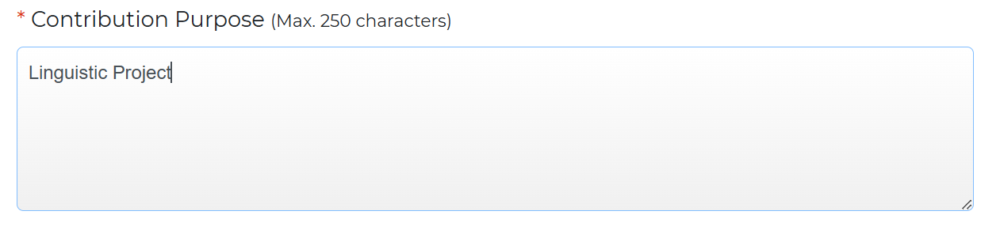 * Contribution Purpose (Max. 250 characters)
Linguistic Project